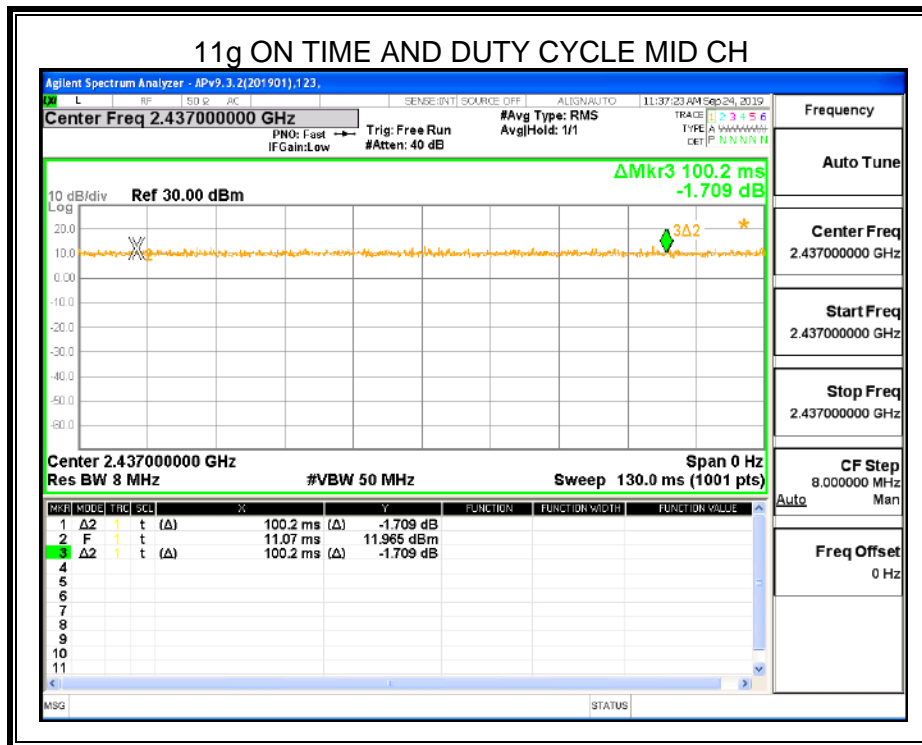 11g ON TIME AND DUTY CYCLE MID CH
Agilent Spectrum Analyzer - APv9.3.2(201901),123,
L RF 50 Ω AC SENSE:INT SOURCE OFF ALIGNAUTO 11:37:23 AM Sep 24, 2019
Center Freq 2.437000000 GHz
PNO: Fast
IFGain:Low
Trig: Free Run
#Atten: 40 dB
#Avg Type: RMS
Avg|Hold: 1/1
TRACE 1 2 3 4 5 6
TYPE A WWWWW
DET P N N N N N
ΔMkr3 100.2 ms
-1.709 dB
10 dB/div Ref 30.00 dBm
Log
20.0
10.0
0.00
-10.0
-20.0
-30.0
-40.0
-50.0
-60.0
2
3Δ2
*
Center 2.437000000 GHz Span 0 Hz
Res BW 8 MHz #VBW 50 MHz Sweep 130.0 ms (1001 pts)
MKR MODE TRC SCL X Y FUNCTION FUNCTION WIDTH FUNCTION VALUE
1 Δ2 1 t (Δ) 100.2 ms (Δ) -1.709 dB
2 F 1 t 11.07 ms 11.965 dBm
3 Δ2 1 t (Δ) 100.2 ms (Δ) -1.709 dB
4
5
6
7
8
9
10
11
MSG STATUS
Frequency
Auto Tune
Center Freq
2.437000000 GHz
Start Freq
2.437000000 GHz
Stop Freq
2.437000000 GHz
CF Step
8.000000 MHz
Auto Man
Freq Offset
0 Hz